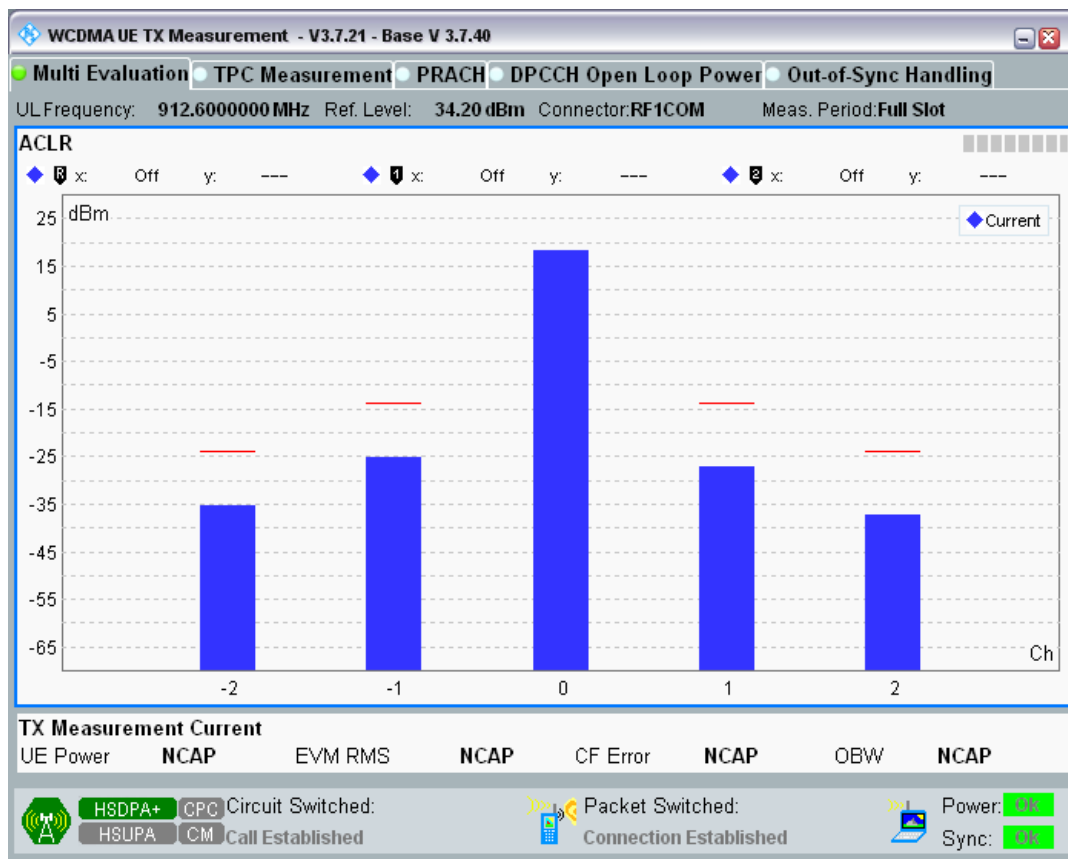 WCDMA UE TX Measurement - V3.7.21 - Base V 3.7.40
Multi Evaluation TPC Measurement PRACH DPCCH Open Loop Power Out-of-Sync Handling
UL Frequency: 912.6000000 MHz Ref. Level: 34.20 dBm Connector:RF1COM Meas. Period:Full Slot
ACLR
R x: Off y: --- 1 x: Off y: --- 2 x: Off y: ---
dBm
Current
25
15
5
-5
-15
-25
-35
-45
-55
-65
Ch
-2 -1 0 1 2
TX Measurement Current
UE Power NCAP EVM RMS NCAP CF Error NCAP OBW NCAP
HSDPA+ CPC Circuit Switched: Packet Switched: Power: OK
HSUPA CM Call Established Connection Established Sync: OK